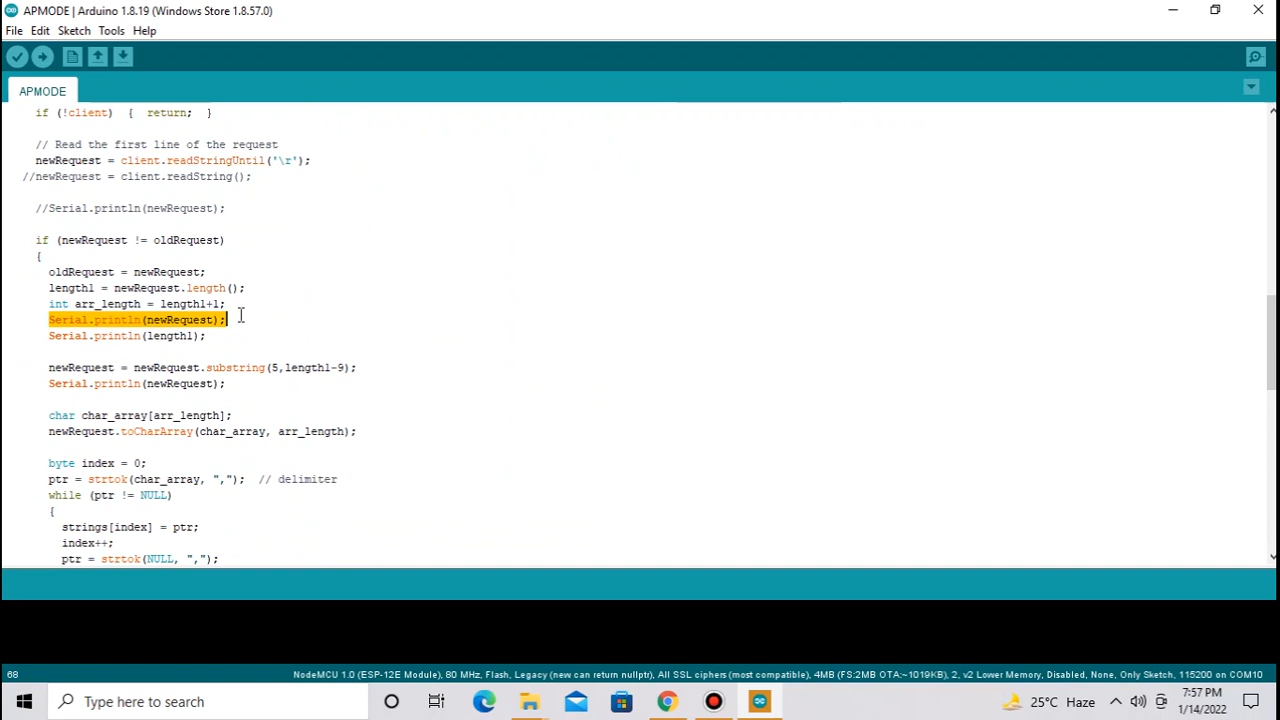 APMODE | Arduino 1.8.19 (Windows Store 1.8.57.0)
File Edit Sketch Tools Help
APMODE
if (!client) { return; }
// Read the first line of the request
newRequest = client.readStringUntil('\r');
//newRequest = client.readString();
//Serial.println(newRequest);
if (newRequest != oldRequest)
{
oldRequest = newRequest;
length1 = newRequest.length();
int arr_length = length1+1;
Serial.println(newRequest);
Serial.println(length1);
newRequest = newRequest.substring(5,length1-9);
Serial.println(newRequest);
char char_array[arr_length];
newRequest.toCharArray(char_array, arr_length);
byte index = 0;
ptr = strtok(char_array, ","); // delimiter
while (ptr != NULL)
{
strings[index] = ptr;
index++;
ptr = strtok(NULL, ",");
68 NodeMCU 1.0 (ESP-12E Module), 80 MHz, Flash, Legacy (new can return nullptr), All SSL ciphers (most compatible), 4MB (FS:2MB OTA:~1019KB), 2, v2 Lower Memory, Disabled, None, Only Sketch, 115200 on COM10
Type here to search
25°C Haze
7:57 PM
1/14/2022